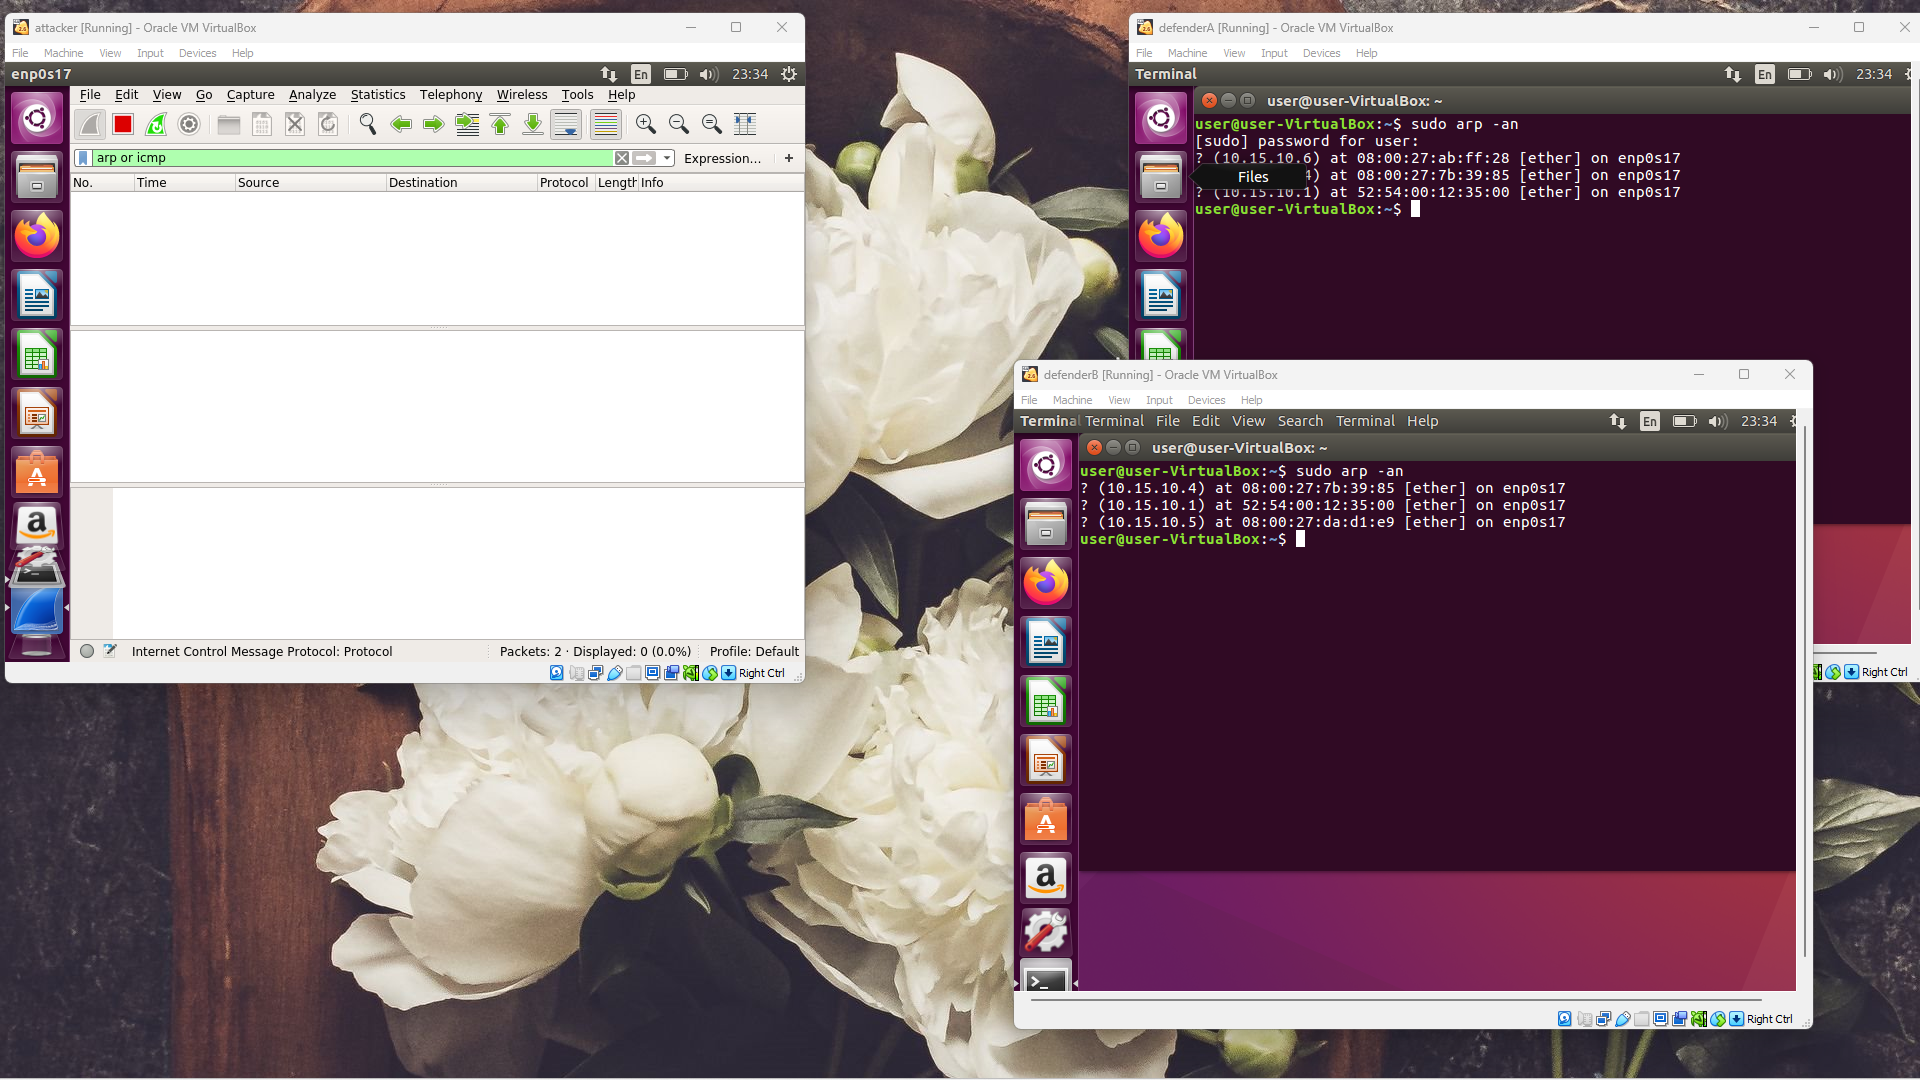 attacker [Running] - Oracle VM VirtualBox
File Machine View Input Devices Help
enp0s17 En 23:34
File Edit View Go Capture Analyze Statistics Telephony Wireless Tools Help
arp or icmp Expression... +
No. Time Source Destination Protocol Length Info
Internet Control Message Protocol: Protocol Packets: 2 · Displayed: 0 (0.0%) Profile: Default
Right Ctrl
defenderA [Running] - Oracle VM VirtualBox
File Machine View Input Devices Help
Terminal En 23:34
user@user-VirtualBox: ~
user@user-VirtualBox:~$ sudo arp -an
[sudo] password for user:
? (10.15.10.6) at 08:00:27:ab:ff:28 [ether] on enp0s17
Files 4) at 08:00:27:7b:39:85 [ether] on enp0s17
? (10.15.10.1) at 52:54:00:12:35:00 [ether] on enp0s17
user@user-VirtualBox:~$
Right Ctrl
defenderB [Running] - Oracle VM VirtualBox
File Machine View Input Devices Help
Terminal Terminal File Edit View Search Terminal Help En 23:34
user@user-VirtualBox: ~
user@user-VirtualBox:~$ sudo arp -an
? (10.15.10.4) at 08:00:27:7b:39:85 [ether] on enp0s17
? (10.15.10.1) at 52:54:00:12:35:00 [ether] on enp0s17
? (10.15.10.5) at 08:00:27:da:d1:e9 [ether] on enp0s17
user@user-VirtualBox:~$
Right Ctrl